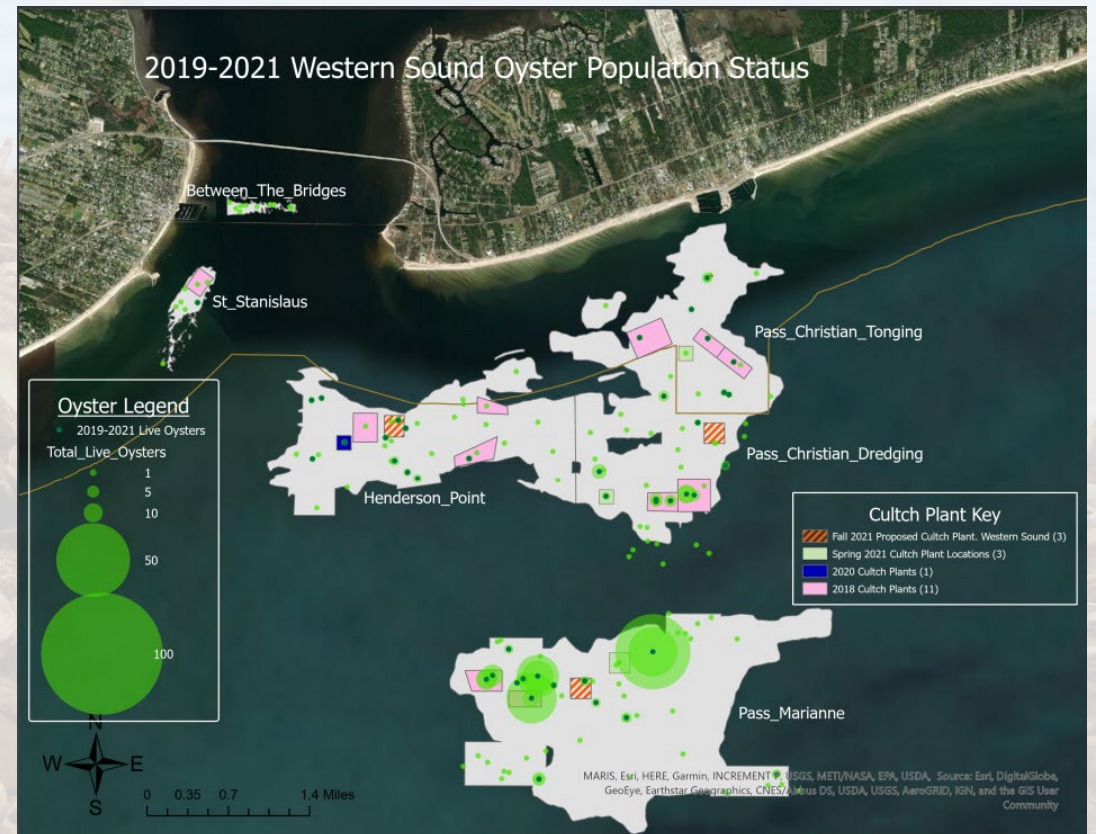 2019-2021 Western Sound Oyster Population Status
Between_The_Bridges
St_Stanislaus
Pass_Christian_Tonging
Pass_Christian_Dredging
Henderson_Point
Pass_Marianne
Oyster Legend
2019-2021 Live Oysters
Total_Live_Oysters
1
5
10
50
100
Cultch Plant Key
Fall 2021 Proposed Cultch Plant. Western Sound (3)
Spring 2021 Cultch Plant Locations (3)
2020 Cultch Plants (1)
2018 Cultch Plants (11)
N
W E
S
0 0.35 0.7 1.4 Miles
MARIS, Esri, HERE, Garmin, INCREMENT P, USGS, METI/NASA, EPA, USDA, Source: Esri, DigitalGlobe,
GeoEye, Earthstar Geographics, CNES/Airbus DS, USDA, USGS, AeroGRID, IGN, and the GIS User
Community